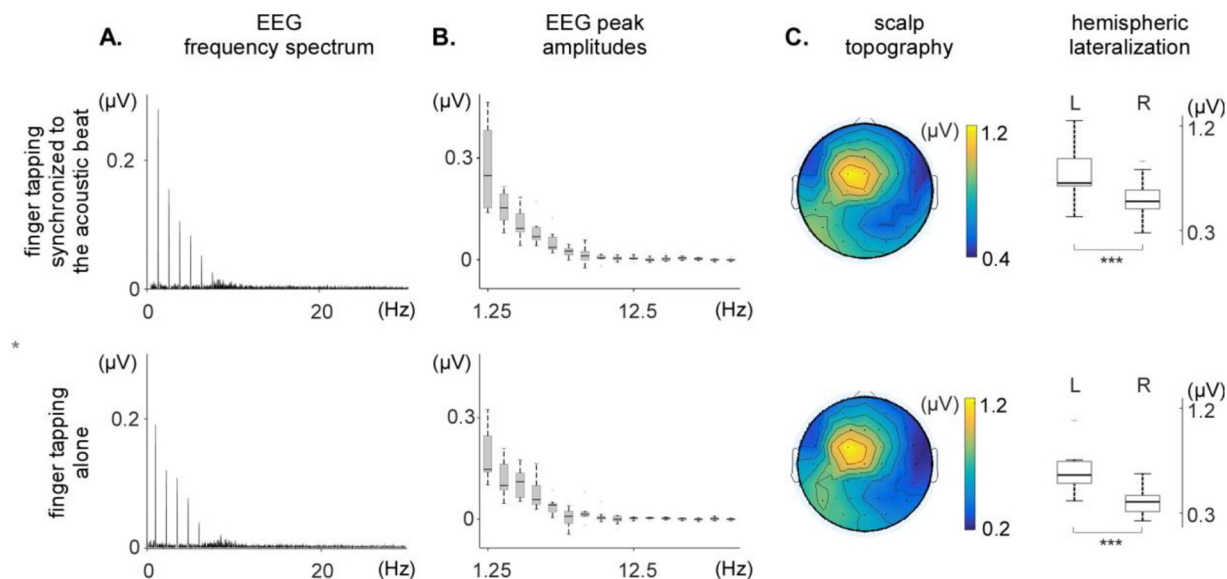 A.
EEG
frequency spectrum
B.
EEG peak
amplitudes
C.
scalp
topography
hemispheric
lateralization
finger tapping
synchronized to
the acoustic beat
(µV)
0.2
0
0
20
(Hz)
(µV)
0.3
0
1.25
12.5
(Hz)
(µV)
1.2
0.4
L
R
(µV)
1.2
0.3
***
*
finger tapping
alone
(µV)
0.2
0
0
20
(Hz)
(µV)
0.3
0
1.25
12.5
(Hz)
(µV)
1.2
0.2
L
R
(µV)
1.2
0.3
***